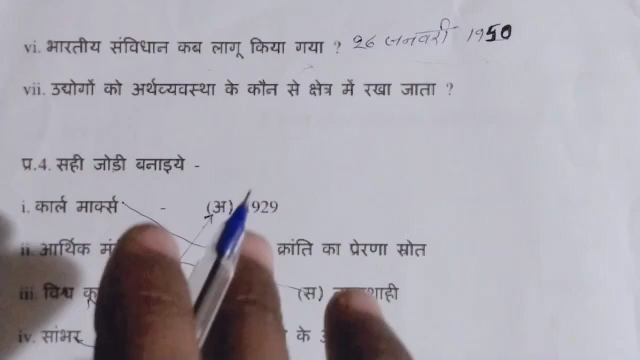 vi. भारतीय संविधान कब लागू किया गया ? 26 जनवरी 1950
vii. उद्योगों को अर्थव्यवस्था के कौन से क्षेत्र में रखा जाता ?
प्र.4. सही जोडी बनाइये -
i. कार्ल मार्क्स - (अ) 1929
ii. आर्थिक क्रांति का प्रेरणा स्रोत
iii. विश्व (स)
iv. सांभर के